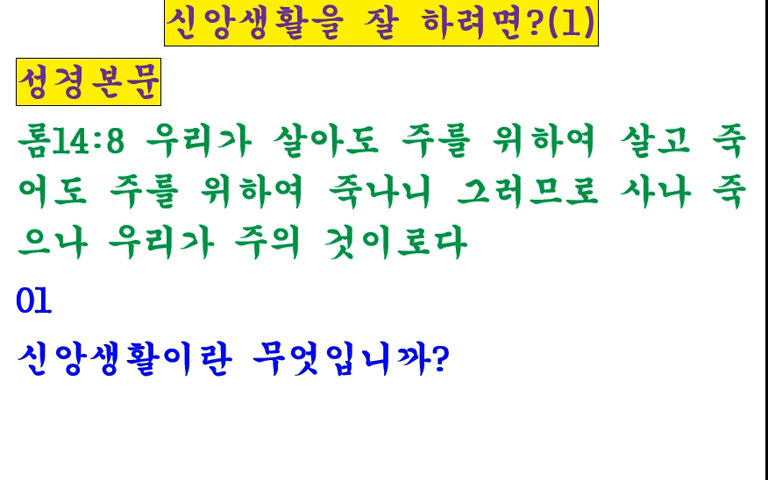 신앙생활을 잘 하려면?(1)
성경본문
롬14:8 우리가 살아도 주를 위하여 살고 죽
어도 주를 위하여 죽나니 그러므로 사나 죽
으나 우리가 주의 것이로다
01
신앙생활이란 무엇입니까?